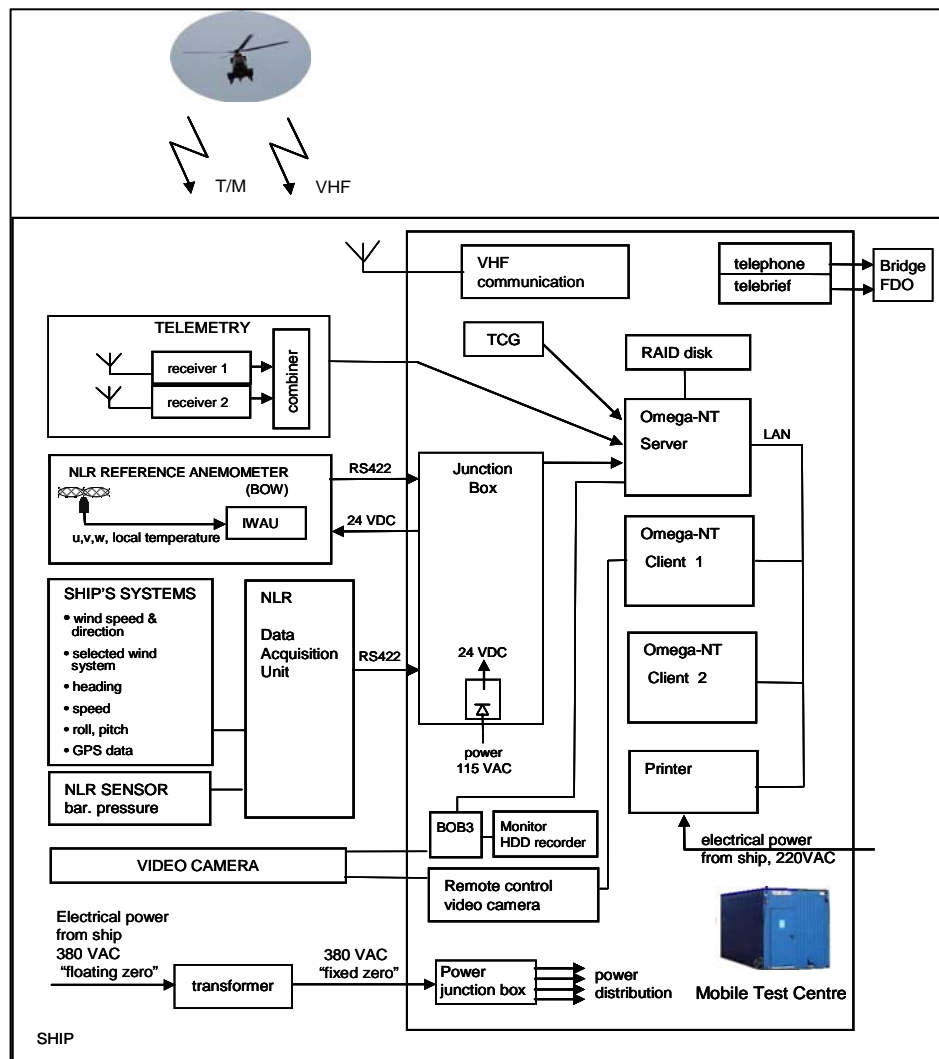 T/M
VHF
VHF
communication
telephone
telebrief
Bridge
FDO
TELEMETRY
receiver 1
receiver 2
combiner
TCG
RAID disk
Omega-NT
Server
LAN
NLR REFERENCE ANEMOMETER
(BOW)
IWAU
u,v,w, local temperature
RS422
24 VDC
Junction
Box
Omega-NT
Client 1
SHIP'S SYSTEMS
• wind speed &
direction
• selected wind
system
• heading
• speed
• roll, pitch
• GPS data
NLR
Data
Acquisition
Unit
RS422
24 VDC
power
115 VAC
Omega-NT
Client 2
NLR SENSOR
bar. pressure
Printer
BOB3
Monitor
HDD recorder
electrical power
from ship, 220VAC
VIDEO CAMERA
Remote control
video camera
Electrical power
from ship
380 VAC
"floating zero"
transformer
380 VAC
"fixed zero"
Power
junction box
power
distribution
Mobile Test Centre
SHIP